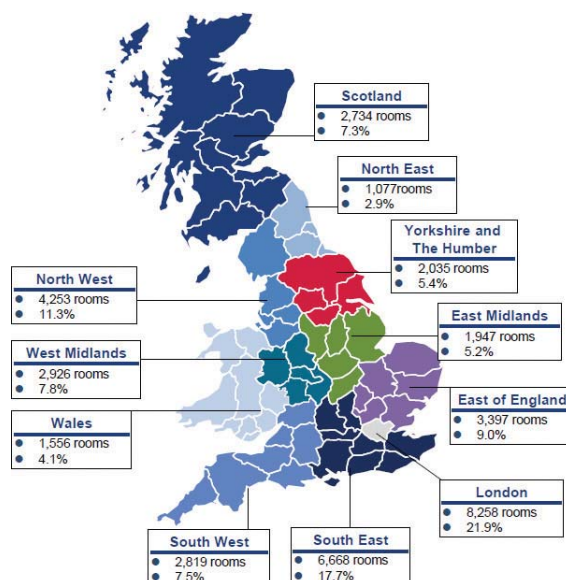 Scotland
2,734 rooms
7.3%
North East
1,077rooms
2.9%
Yorkshire and
The Humber
2,035 rooms
5.4%
North West
4,253 rooms
11.3%
East Midlands
1,947 rooms
5.2%
West Midlands
2,926 rooms
7.8%
East of England
3,397 rooms
9.0%
Wales
1,556 rooms
4.1%
London
8,258 rooms
21.9%
South West
2,819 rooms
7.5%
South East
6,668 rooms
17.7%